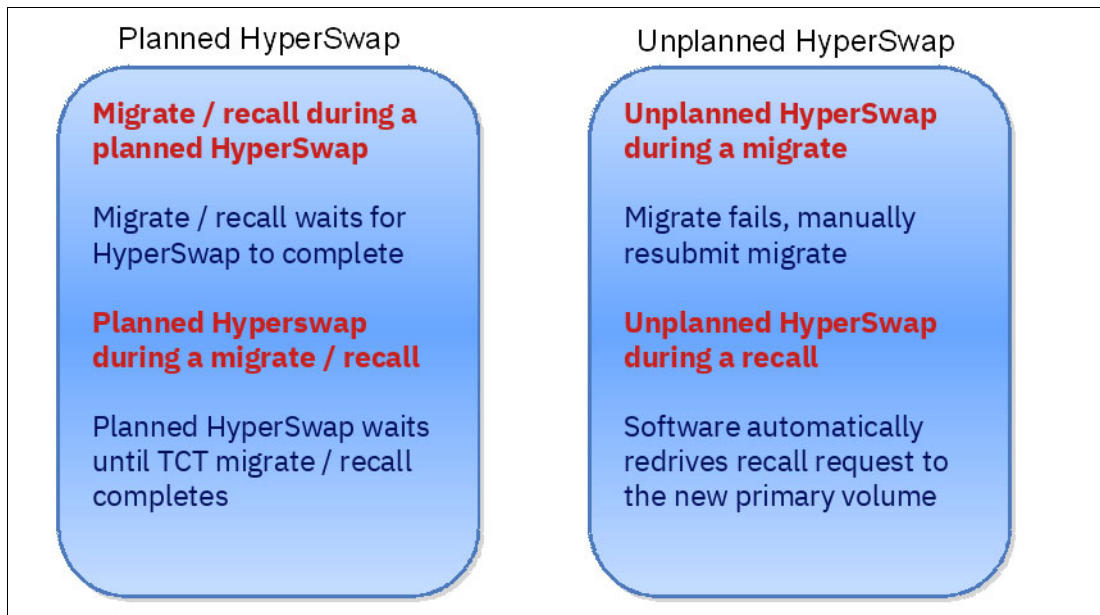 Planned HyperSwap
Migrate / recall during a
planned HyperSwap
Migrate / recall waits for
HyperSwap to complete
Planned Hyperswap
during a migrate / recall
Planned HyperSwap waits
until TCT migrate / recall
completes
Unplanned HyperSwap
Unplanned HyperSwap
during a migrate
Migrate fails, manually
resubmit migrate
Unplanned HyperSwap
during a recall
Software automatically
redrives recall request to
the new primary volume